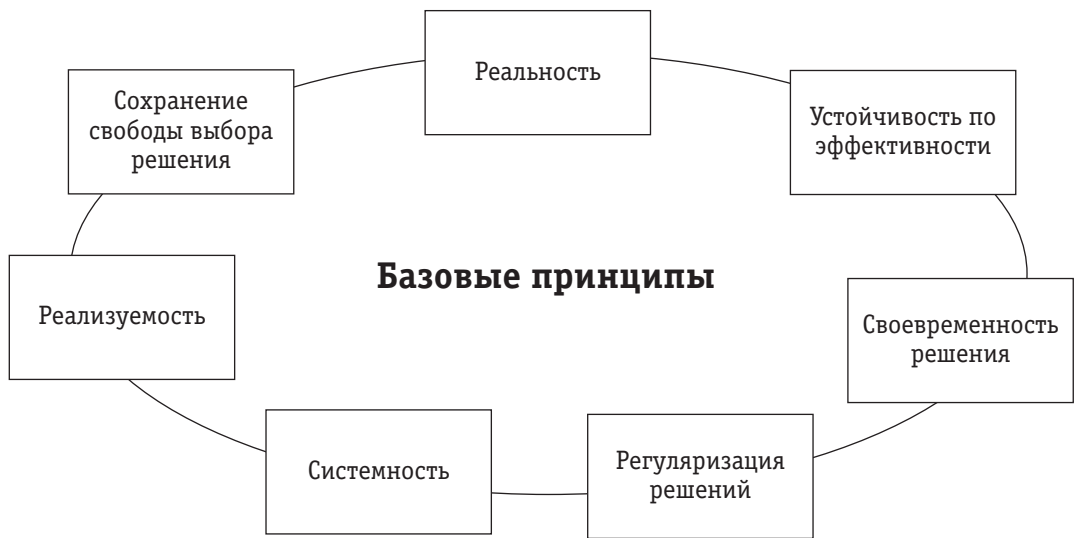 Реальность
Сохранение
свободы выбора
решения
Устойчивость по
эффективности
Базовые принципы
Реализуемость
Своевременность
решения
Системность
Регуляризация
решений